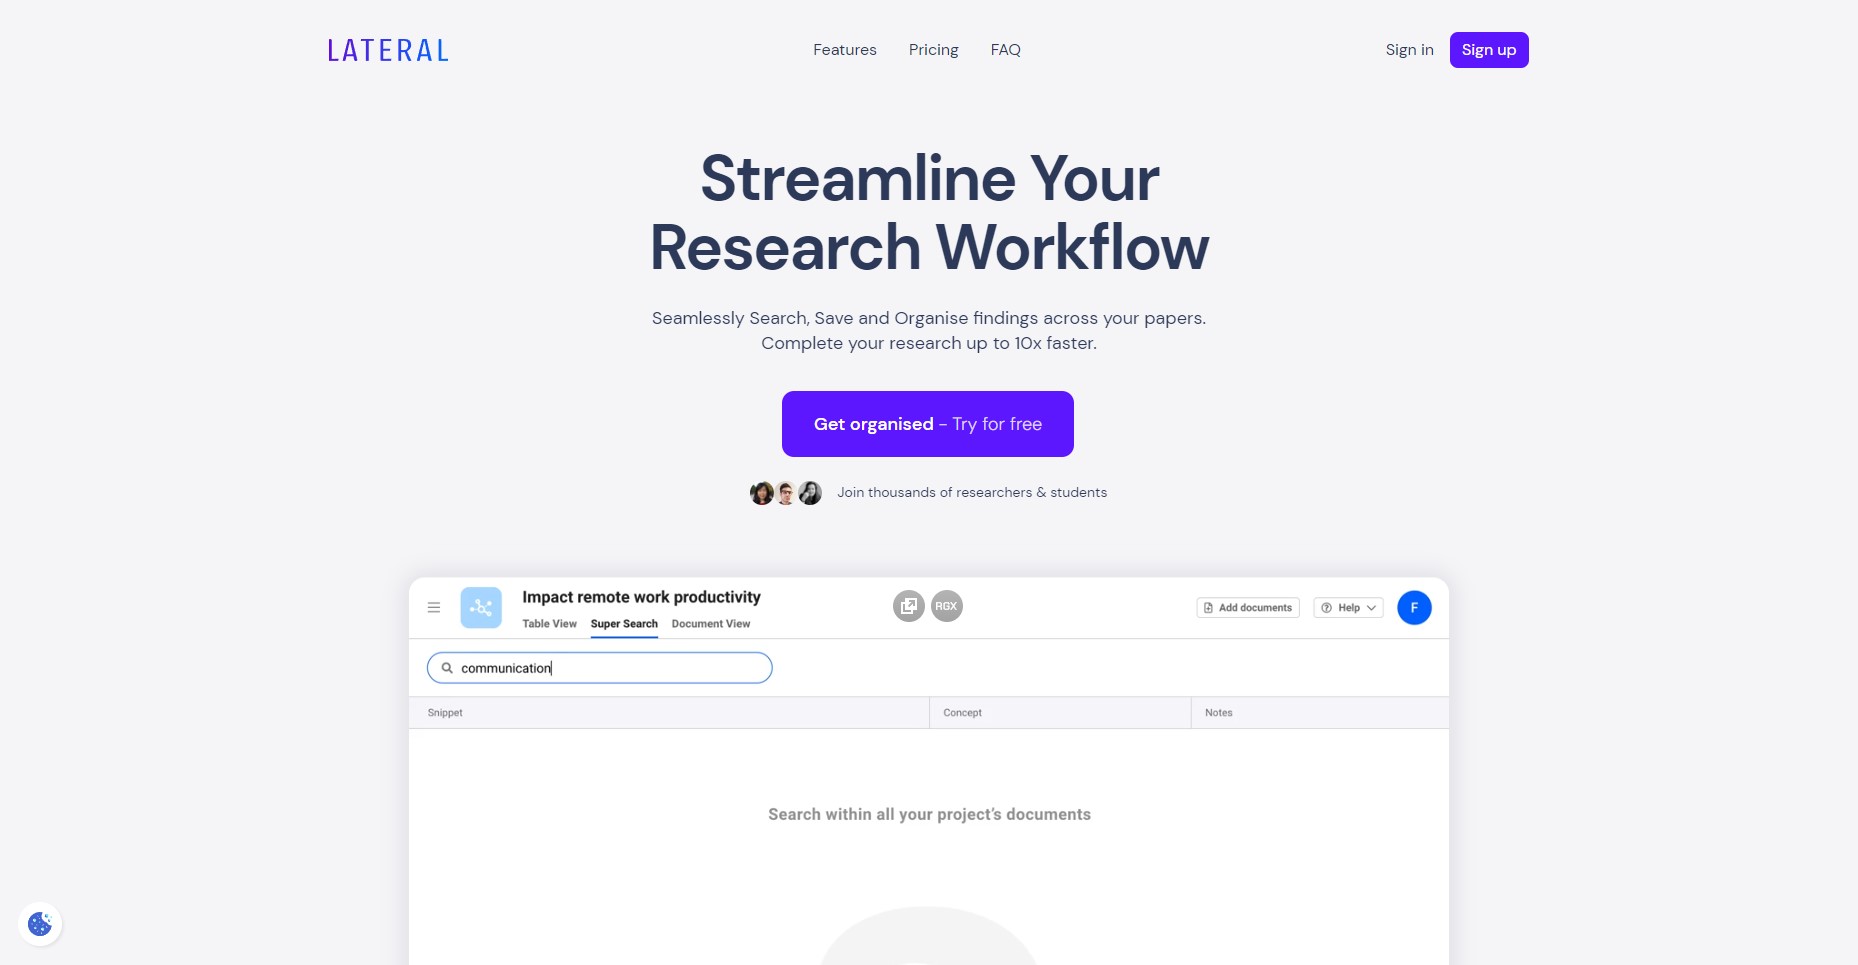 LATERAL
Features Pricing FAQ
Sign in Sign up
Streamline Your
Research Workflow
Seamlessly Search, Save and Organise findings across your papers.
Complete your research up to 10x faster.
Get organised - Try for free
Join thousands of researchers & students
Impact remote work productivity
RGX
Add documents Help F
Table View Super Search Document View
communication
Snippet Concept Notes
Search within all your project's documents